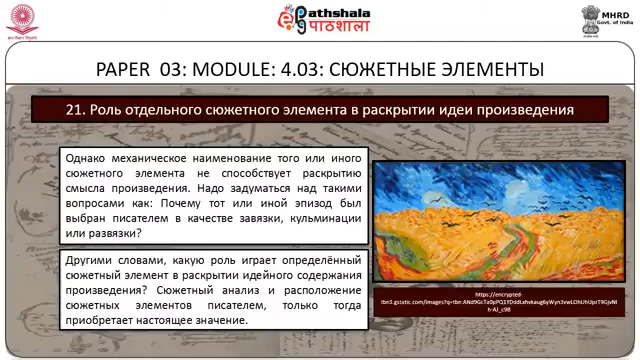 Pathshala
पाठशाला
MHRD
Govt. of India
PAPER 03: MODULE: 4.03: СЮЖЕТНЫЕ ЭЛЕМЕНТЫ
21. Роль отдельного сюжетного элемента в раскрытии идеи произведения
Однако механическое наименование того или иного
сюжетного элемента не способствует раскрытию
смысла произведения. Надо задуматься над такими
вопросами как: Почему тот или иной эпизод был
выбран писателем в качестве завязки, кульминации
или развязки?
Другими словами, какую роль играет определённый
сюжетный элемент в раскрытии идейного содержания
произведения? Сюжетный анализ и расположение
сюжетных элементов писателем, только тогда
приобретает настоящее значение.
https://encrypted-